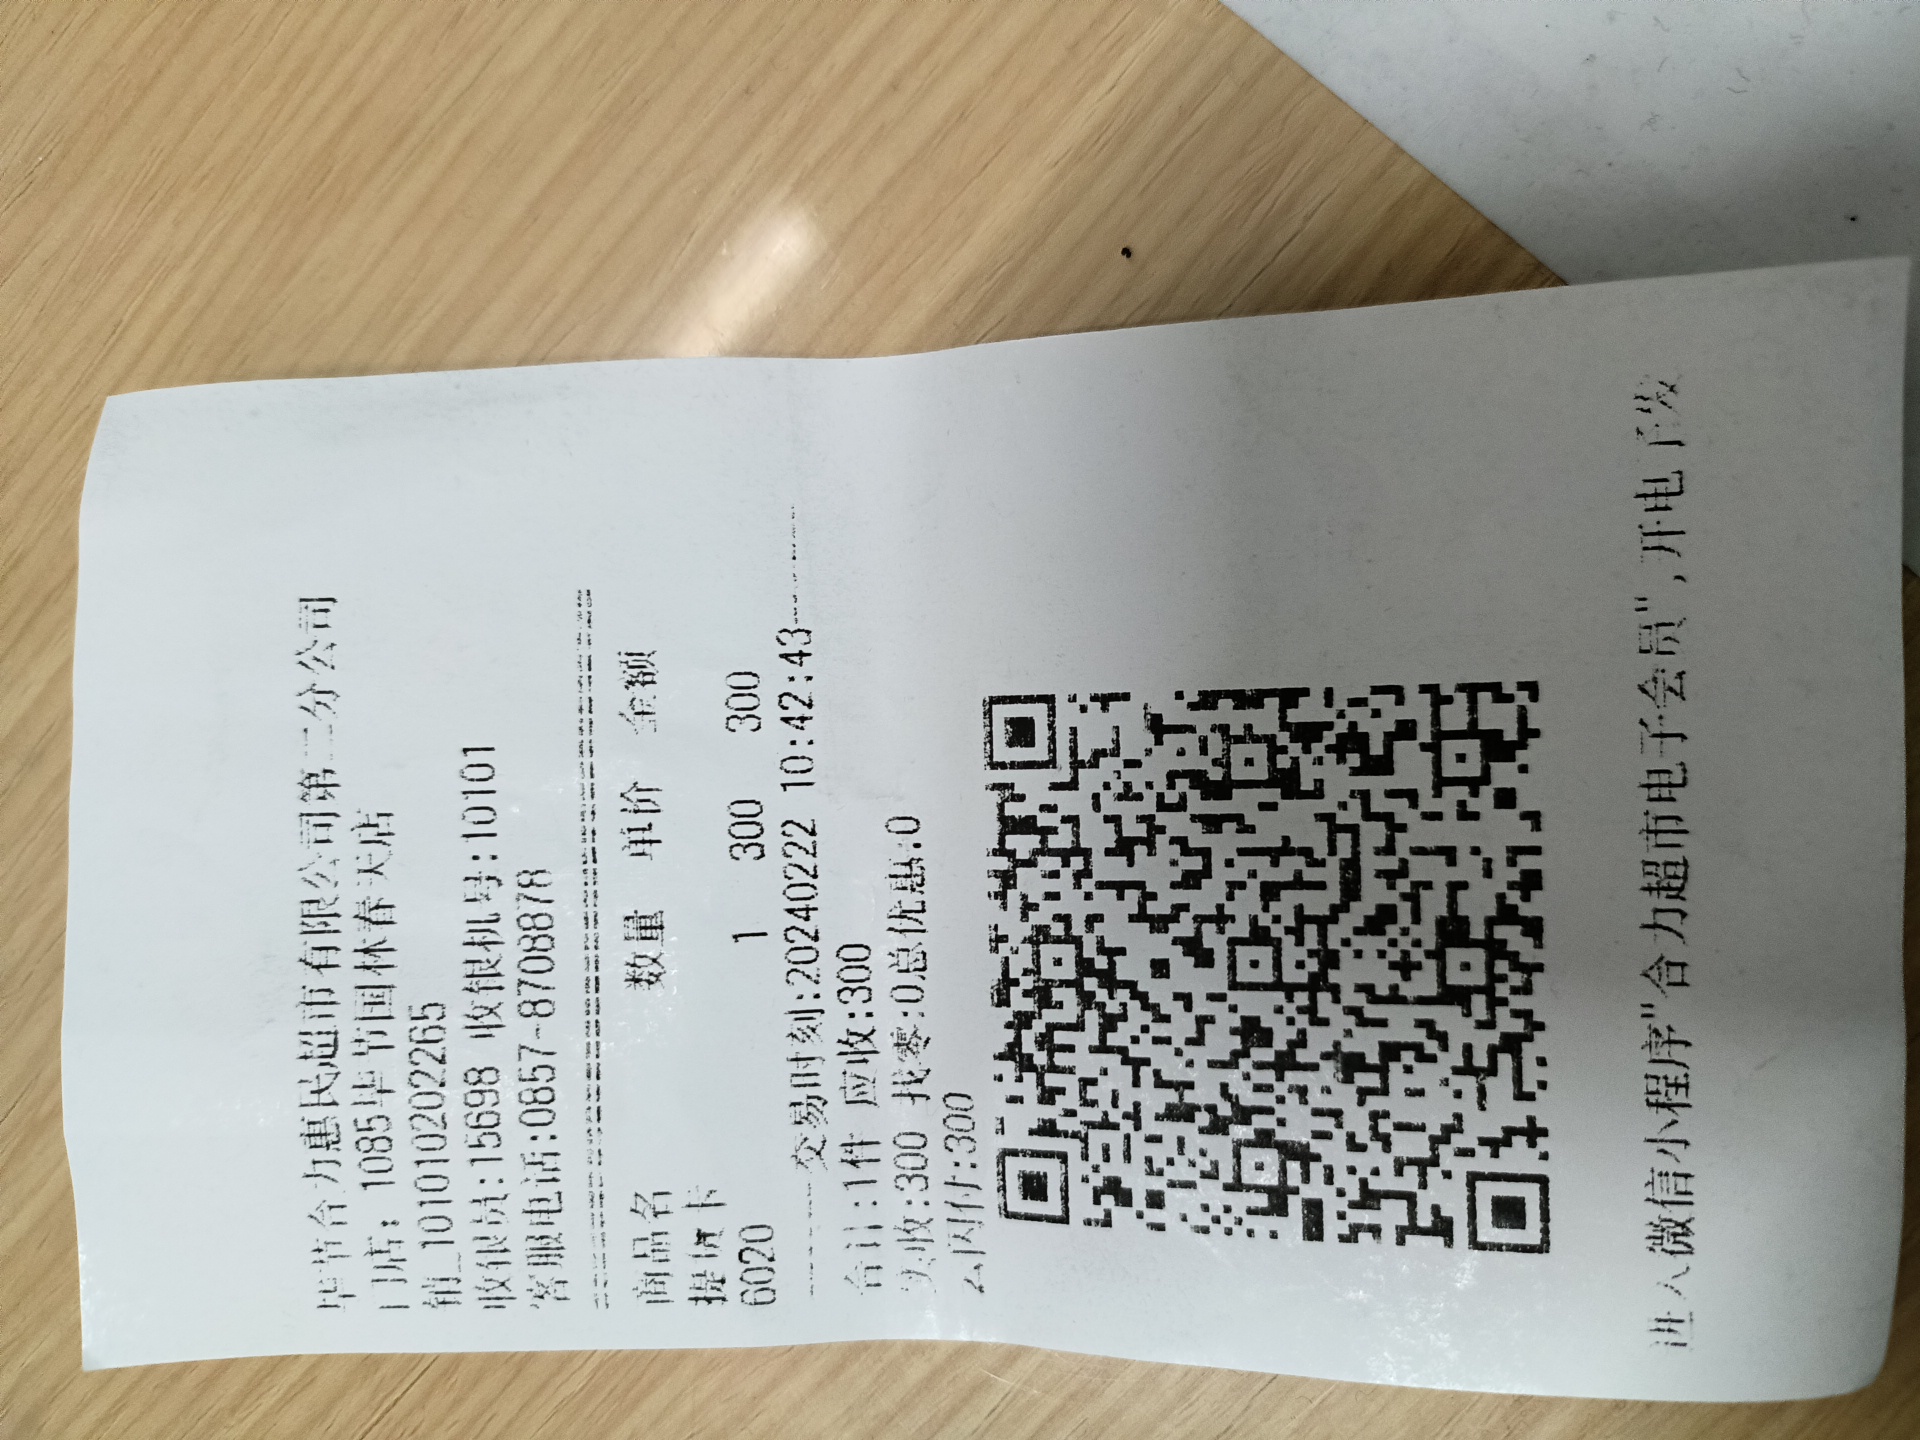 毕节合力惠民超市有限公司第二分公司
门店: 1085毕节国林春天店
销_10101020202265
收银员:15698 收银机号:10101
客服电话:0857-8708878
商品名 数量 单价 金额
提货卡
6020 1 300 300
交易时刻:20240222 10:42:43
合计:1件 应收:300
实收:300 找零:0总优惠:0
云闪付:300
进入微信小程序"合力超市电子会员",开电子发